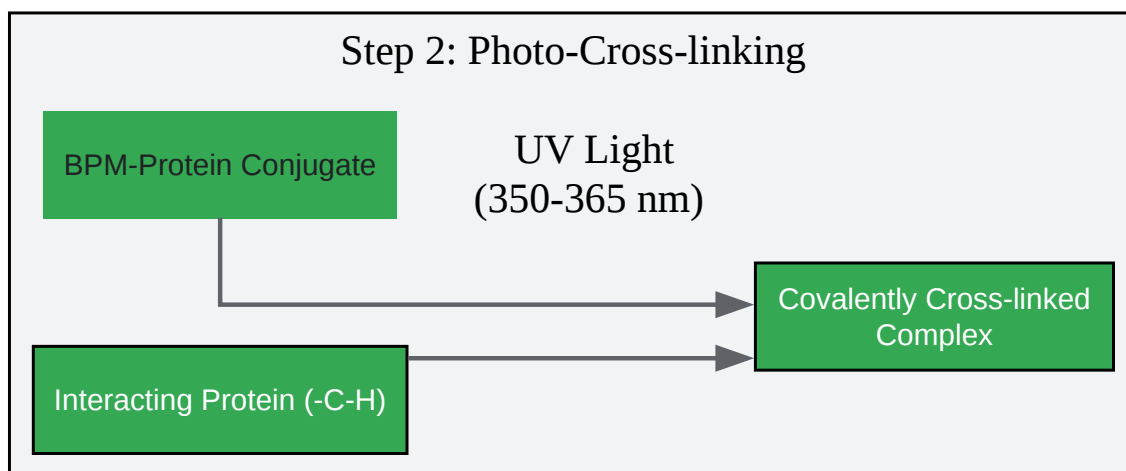 Step 2: Photo-Cross-linking
BPM-Protein Conjugate
UV Light
(350-365 nm)
Covalently Cross-linked
Complex
Interacting Protein (-C-H)